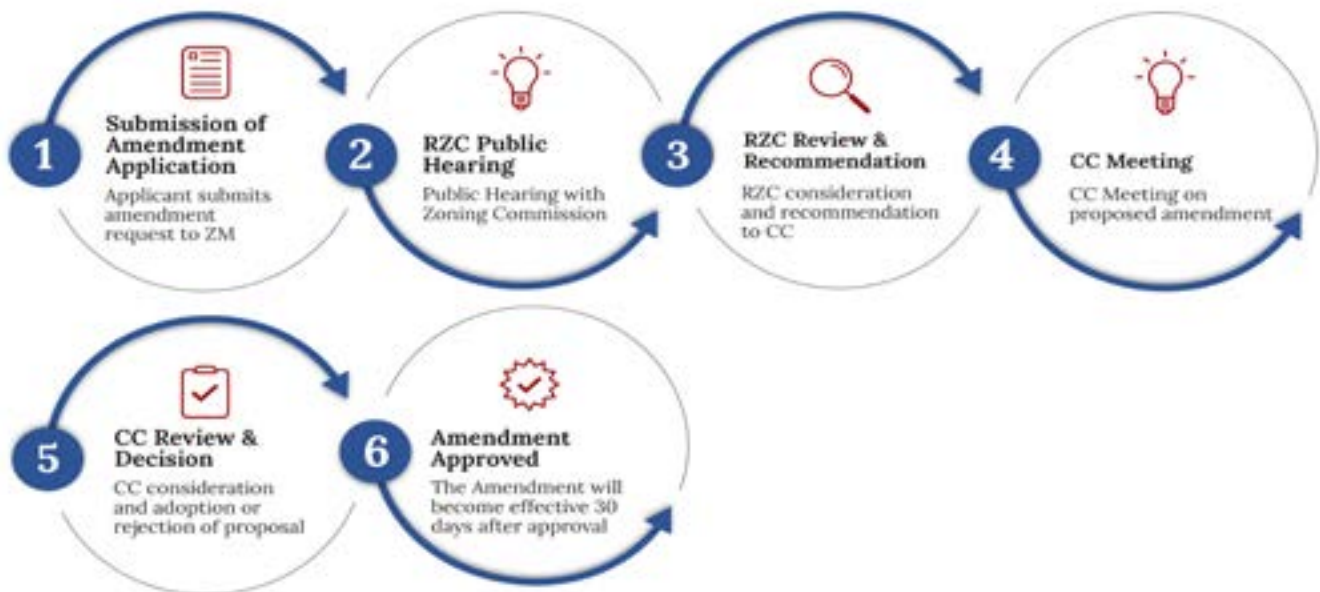 1
Submission of
Amendment
Application
Applicant submits
amendment
request to ZM
2
RZC Public
Hearing
Public Hearing with
Zoning Commission
3
RZC Review &
Recommendation
RZC consideration
and recommendation
to CC
4
CC Meeting
CC Meeting on
proposed amendment
5
CC Review &
Decision
CC consideration
and adoption or
rejection of proposal
6
Amendment
Approved
The Amendment will
become effective 30
days after approval